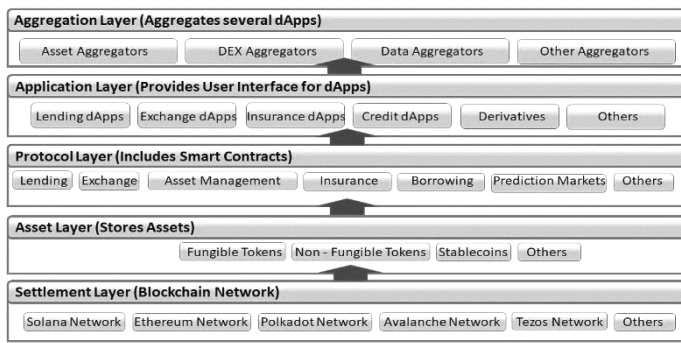 Aggregation Layer (Aggregates several dApps)
Asset Aggregators DEX Aggregators Data Aggregators Other Aggregators
Application Layer (Provides User Interface for dApps)
Lending dApps Exchange dApps Insurance dApps Credit dApps Derivatives Others
Protocol Layer (Includes Smart Contracts)
Lending Exchange Asset Management Insurance Borrowing Prediction Markets Others
Asset Layer (Stores Assets)
Fungible Tokens Non - Fungible Tokens Stablecoins Others
Settlement Layer (Blockchain Network)
Solana Network Ethereum Network Polkadot Network Avalanche Network Tezos Network Others